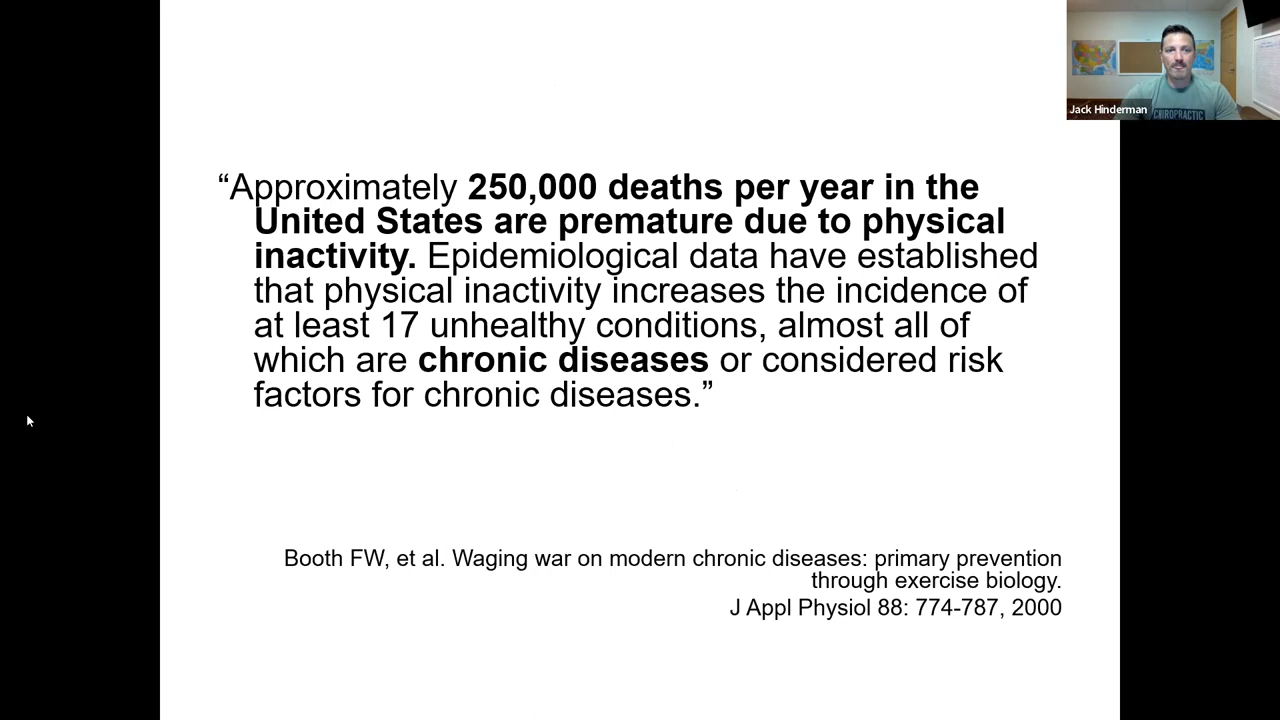 Jack Hinderman
CHIROPRACTIC
“Approximately 250,000 deaths per year in the
United States are premature due to physical
inactivity. Epidemiological data have established
that physical inactivity increases the incidence of
at least 17 unhealthy conditions, almost all of
which are chronic diseases or considered risk
factors for chronic diseases.”
Booth FW, et al. Waging war on modern chronic diseases: primary prevention
through exercise biology.
J Appl Physiol 88: 774-787, 2000